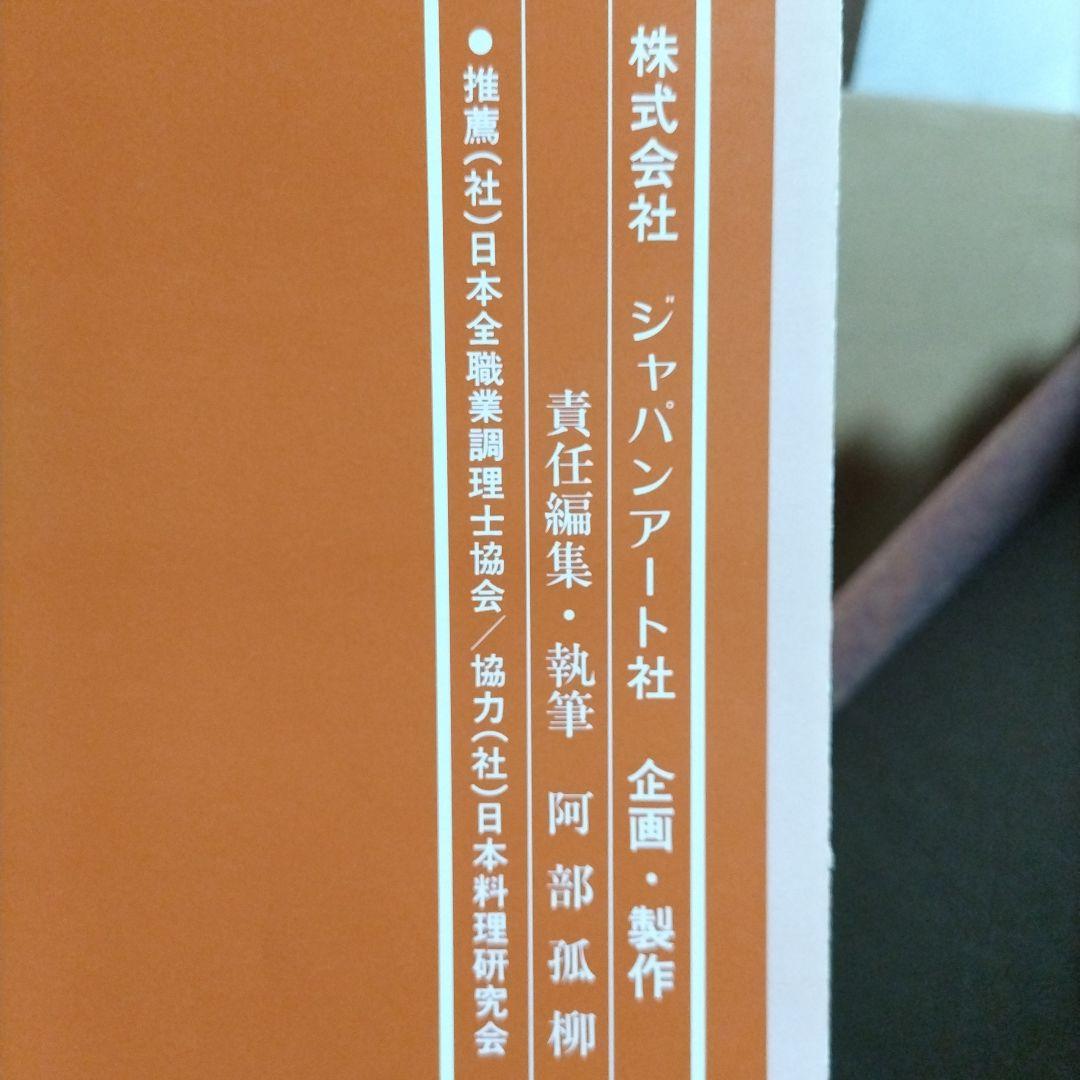 株式会社　ジャパンアート社　企画・製作
責任編集・執筆　阿部孤柳
●推薦(社)日本全職業調理士協会／協力(社)日本料理研究会